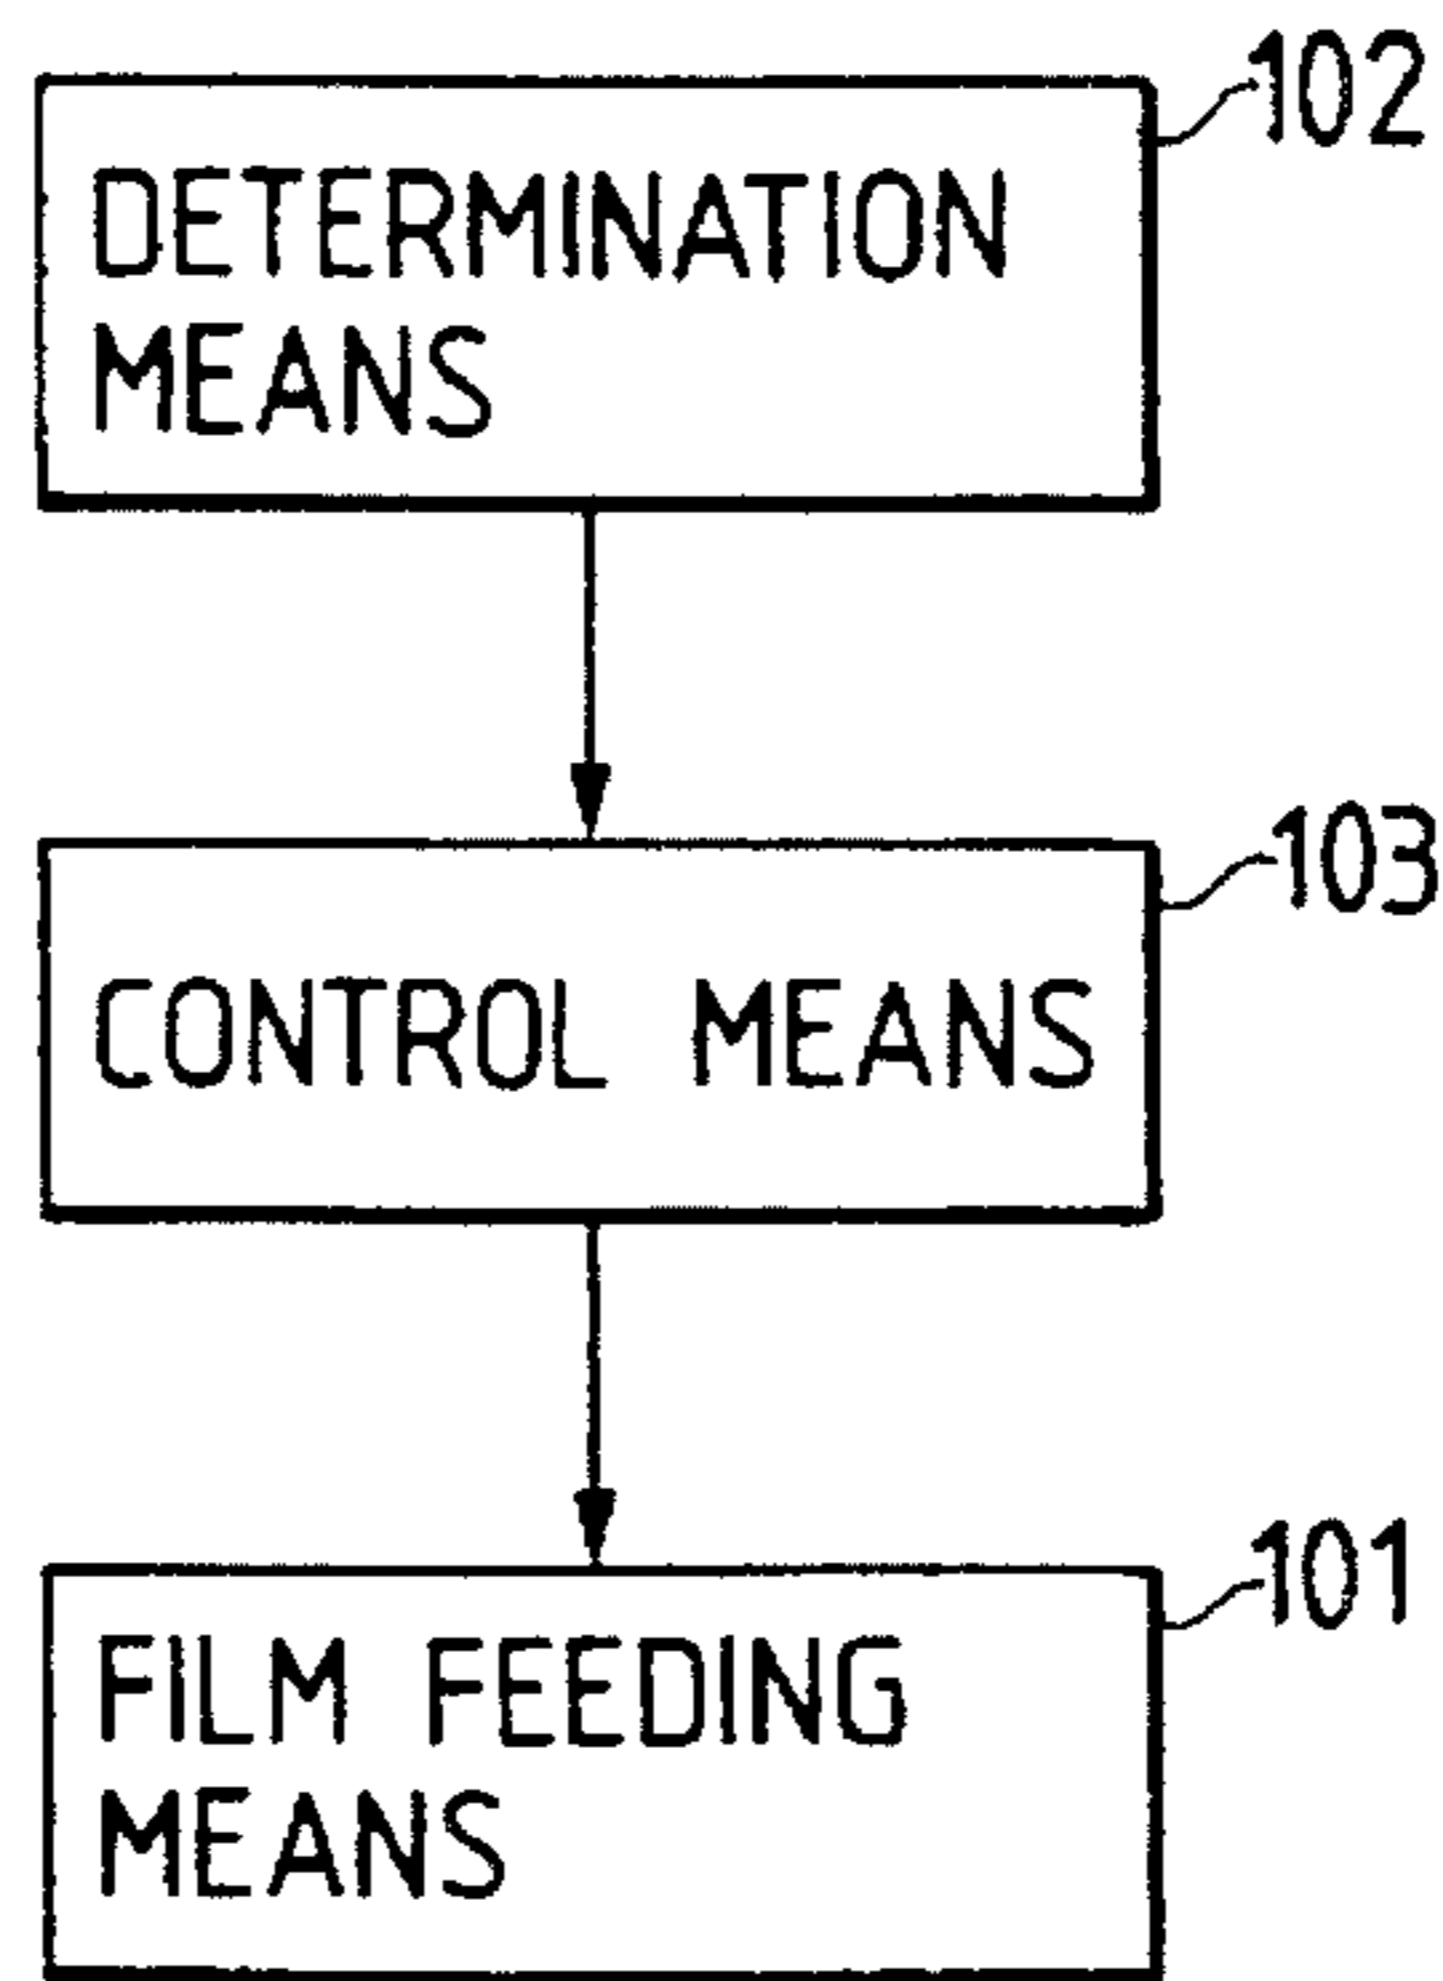 102
DETERMINATION
MEANS
103
CONTROL MEANS
101
FILM FEEDING
MEANS